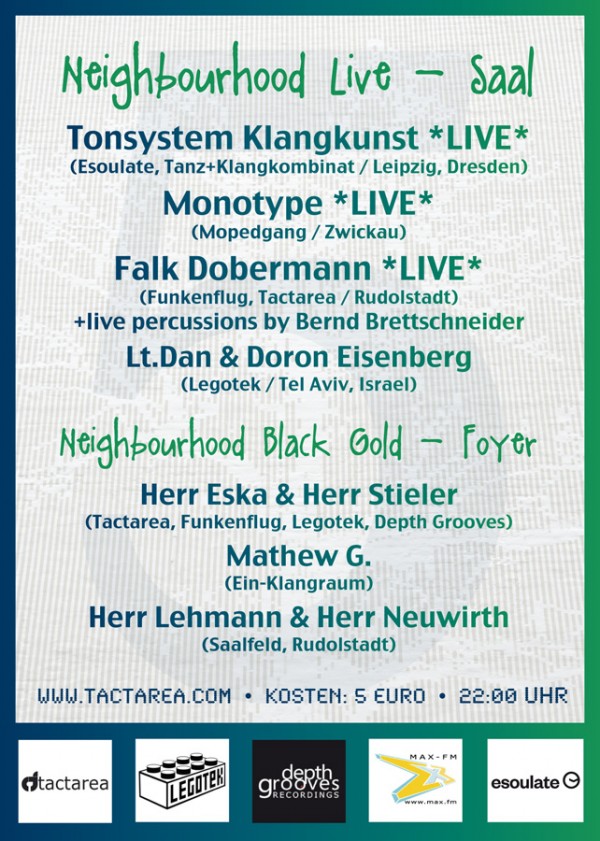 Neighbourhood Live – Saal
Tonsystem Klangkunst *LIVE*
(Esoulate, Tanz+Klangkombinat / Leipzig, Dresden)
Monotype *LIVE*
(Mopedgang / Zwickau)
Falk Dobermann *LIVE*
(Funkenflug, Tactarea / Rudolstadt)
+live percussions by Bernd Brettschneider
Lt.Dan & Doron Eisenberg
(Legotek / Tel Aviv, Israel)
Neighbourhood Black Gold – Foyer
Herr Eska & Herr Stieler
(Tactarea, Funkenflug, Legotek, Depth Grooves)
Mathew G.
(Ein-Klangraum)
Herr Lehmann & Herr Neuwirth
(Saalfeld, Rudolstadt)
WWW.TACTAREA.COM • KOSTEN: 5 EURO • 22:00 UHR
tactarea
LEGOTEK
depth
grooves
RECORDINGS
MAX-FM
www.max.fm
esoulate